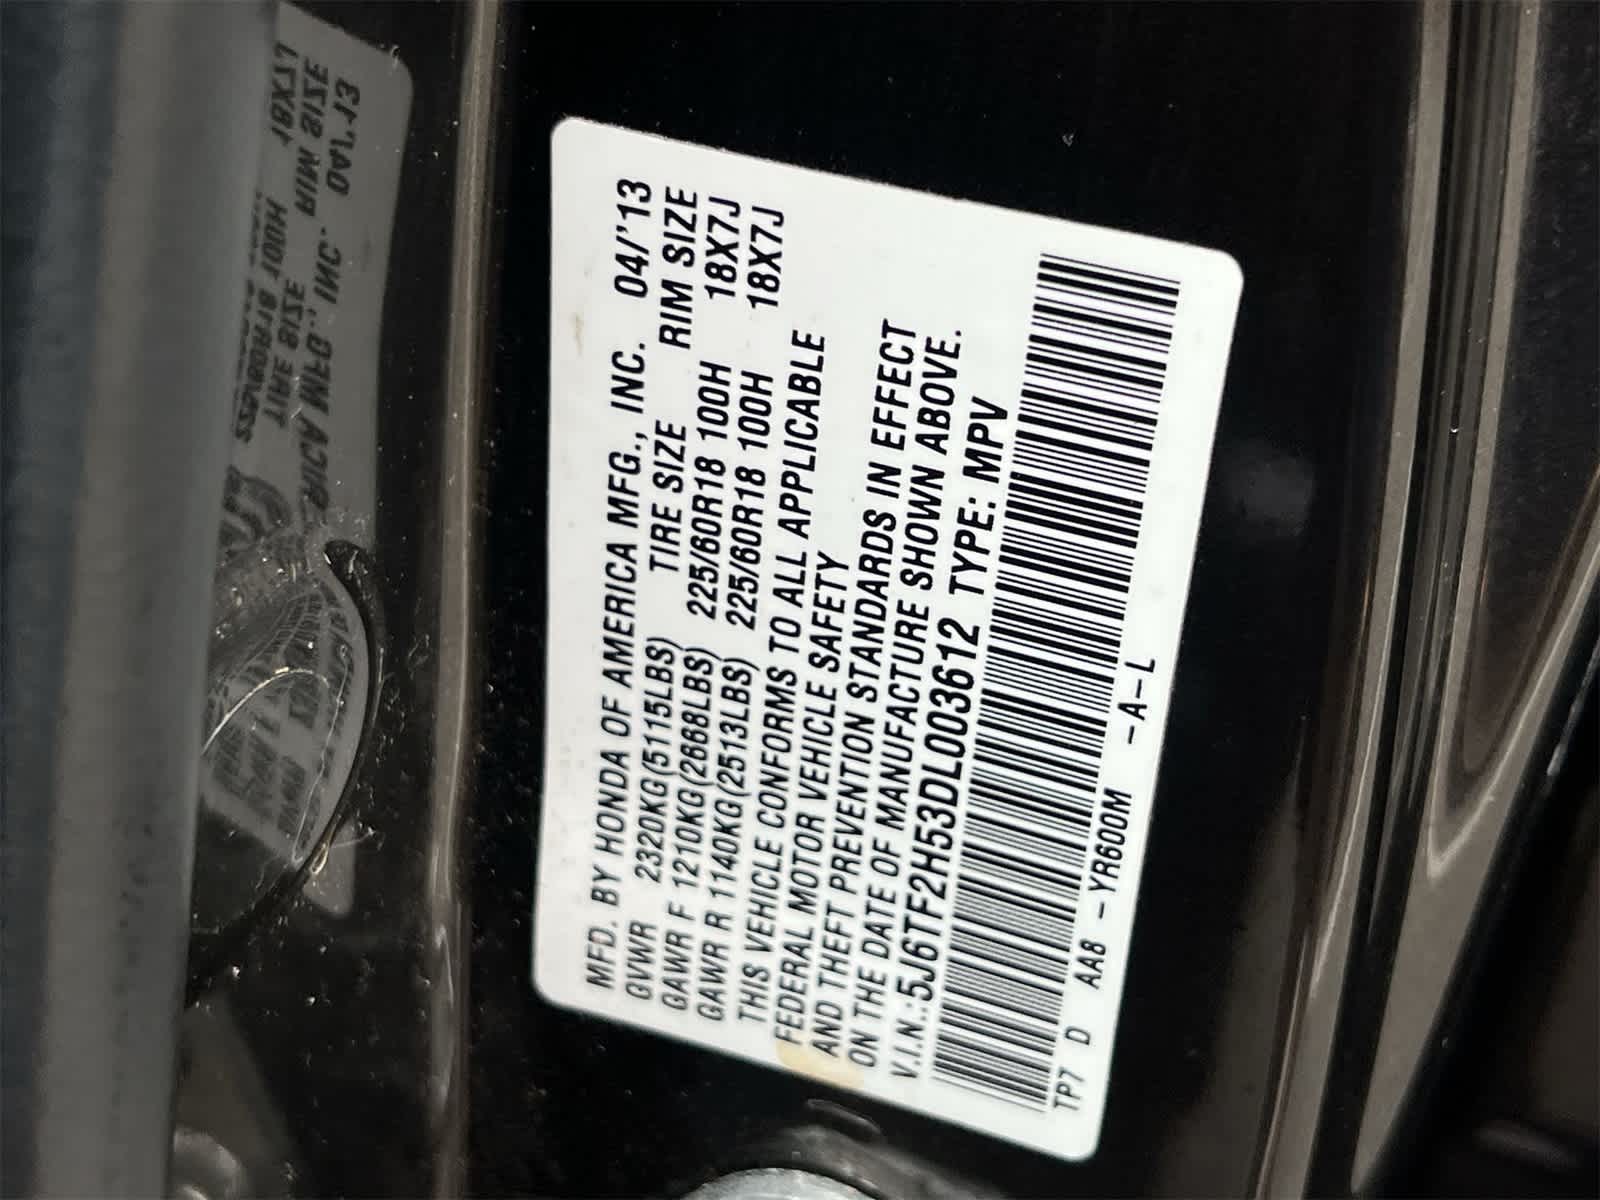 MFD. BY HONDA OF AMERICA MFG., INC. 04/'13
GVWR 2320KG(5115LBS) TIRE SIZE RIM SIZE
GAWR F 1210KG(2668LBS) 225/60R18 100H 18X7J
GAWR R 1140KG(2513LBS) 225/60R18 100H 18X7J
THIS VEHICLE CONFORMS TO ALL APPLICABLE
FEDERAL MOTOR VEHICLE SAFETY
AND THEFT PREVENTION STANDARDS IN EFFECT
ON THE DATE OF MANUFACTURE SHOWN ABOVE.
V.I.N.:5J6TF2H53DL003612 TYPE: MPV
TP7 D AA8 -YR600M -A-L